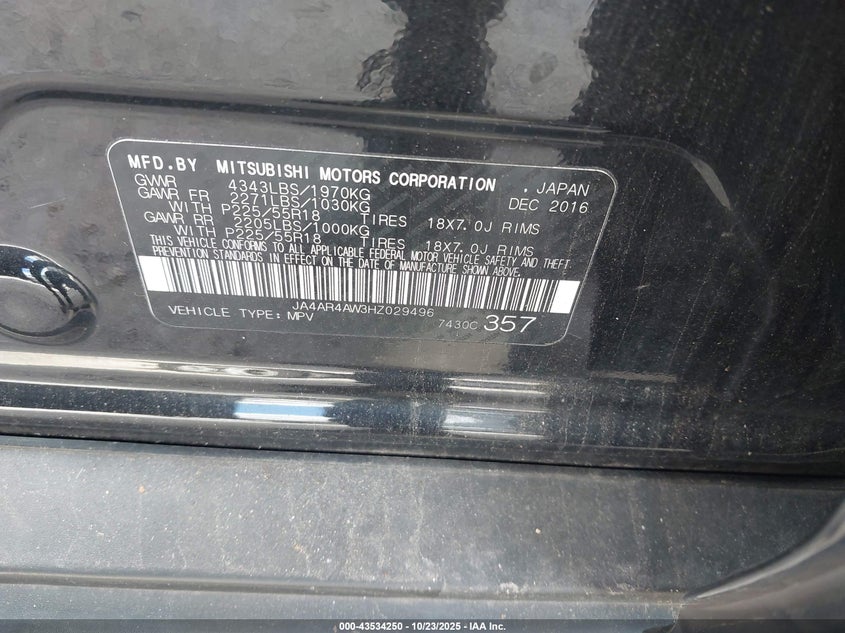 MFD.BY MITSUBISHI MOTORS CORPORATION , JAPAN
GVWR 4343LBS/1970KG DEC 2016
GAWR FR 2271LBS/1030KG
WITH P225/55R18 TIRES 18X7.0J RIMS
GAWR RR 2205LBS/1000KG
WITH P225/55R18 TIRES 18X7.0J RIMS
THIS VEHICLE CONFORMS TO ALL APPLICABLE FEDERAL MOTOR VEHICLE SAFETY AND THEFT
PREVENTION STANDARDS IN EFFECT ON THE DATE OF MANUFACTURE SHOWN ABOVE.
JA4AR4AW3HZ029496
VEHICLE TYPE: MPV 7430C 357
000-43534250 - 10/23/2025 - IAA Inc.